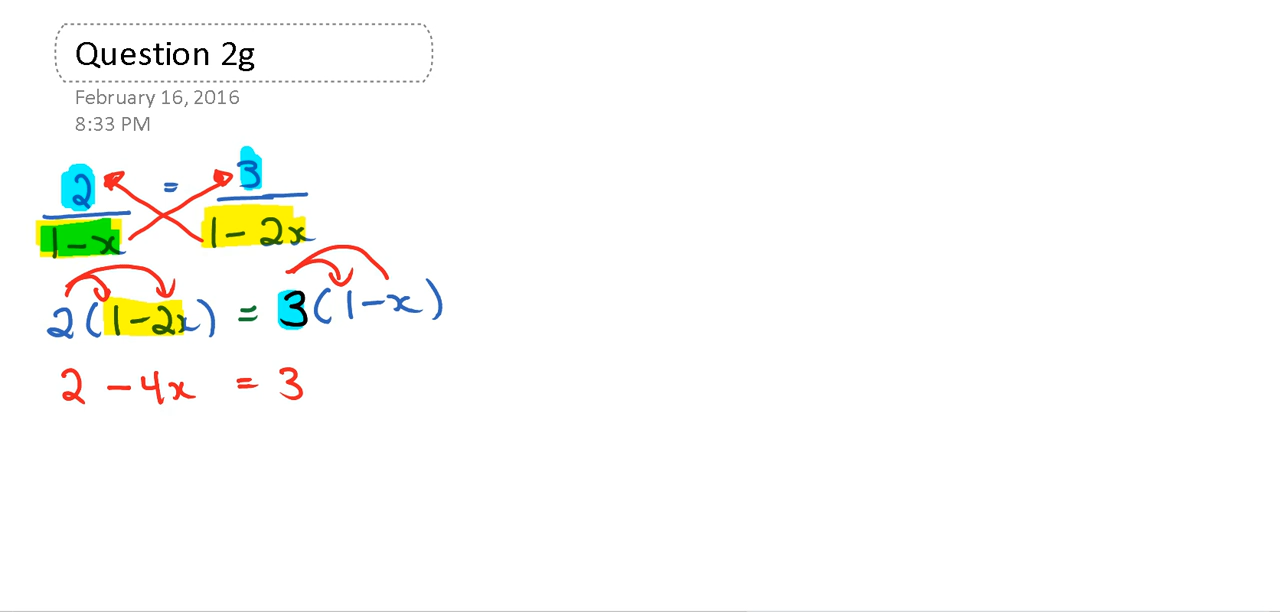 Question 2g
February 16, 2016
8:33 PM
2 = 3
1-x 1-2x
2(1-2x) = 3(1-x)
2 -4x = 3